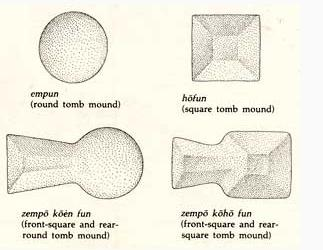 empun
(round tomb mound)
hōfun
(square tomb mound)
zempō kōen fun
(front-square and rear-
round tomb mound)
zempō kōhō fun
(front-square and rear-
square tomb mound)